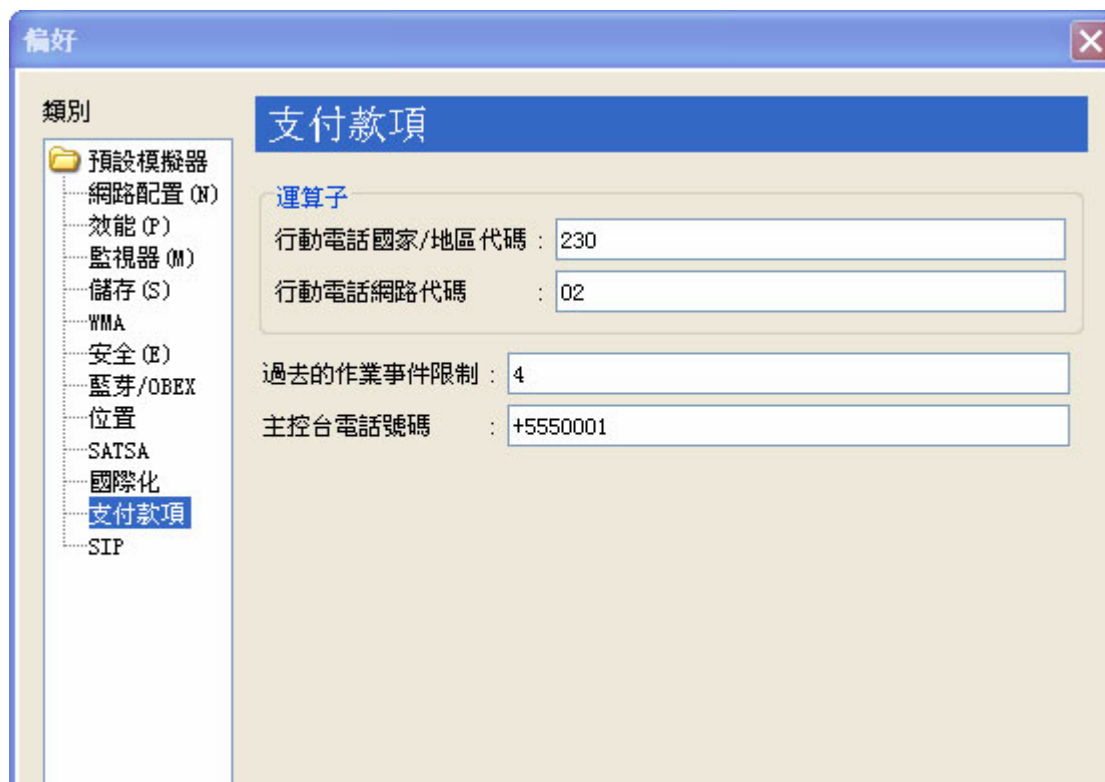 偏好
類別
預設模擬器
網路配置(N)
效能(P)
監視器(M)
儲存(S)
WMA
安全(E)
藍芽/OBEX
位置
SATSA
國際化
支付款項
SIP
支付款項
運算子
行動電話國家/地區代碼 : 230
行動電話網路代碼 : 02
過去的作業事件限制 : 4
主控台電話號碼 : +5550001